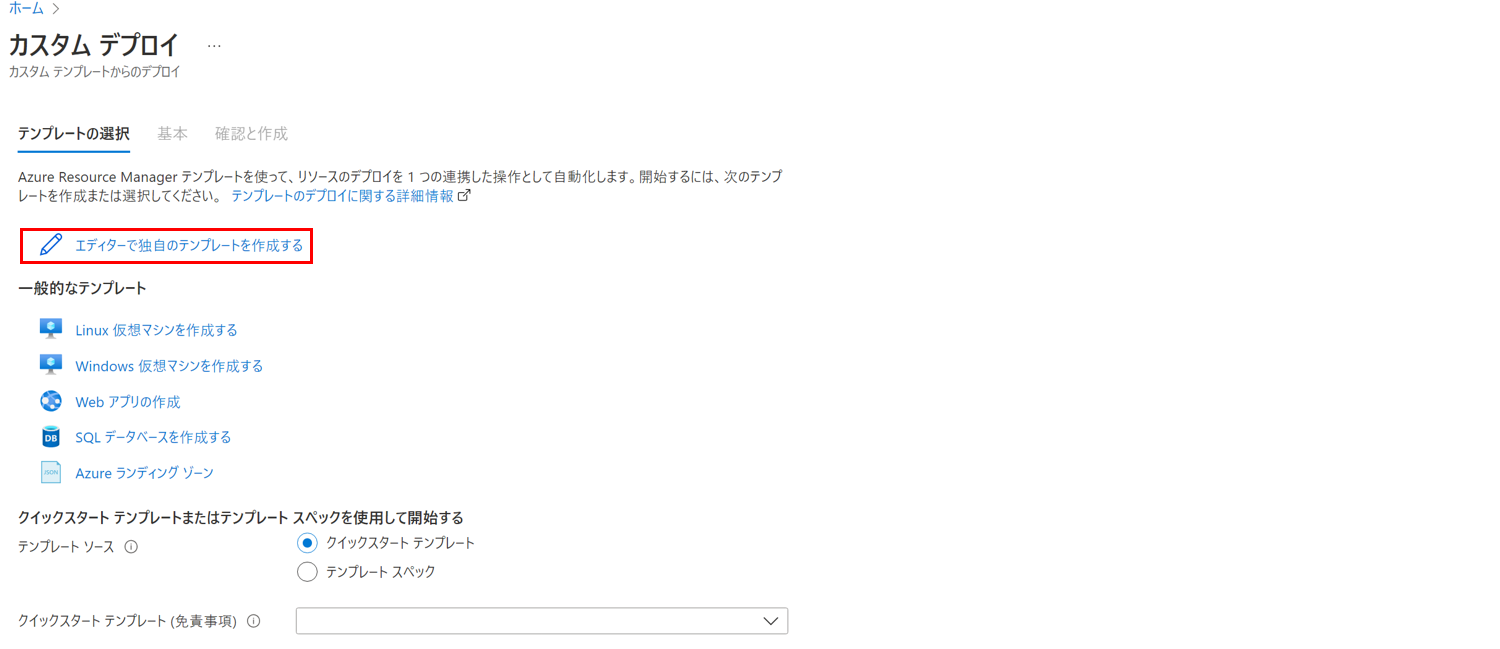 ホーム
カスタム デプロイ ...
カスタム テンプレートからのデプロイ
テンプレートの選択 基本 確認と作成
Azure Resource Manager テンプレートを使って、リソースのデプロイを 1 つの連携した操作として自動化します。開始するには、次のテンプ
レートを作成または選択してください。 テンプレートのデプロイに関する詳細情報
エディターで独自のテンプレートを作成する
一般的なテンプレート
Linux 仮想マシンを作成する
Windows 仮想マシンを作成する
Web アプリの作成
DB SQL データベースを作成する
JSON Azure ランディング ゾーン
クイックスタート テンプレートまたはテンプレート スペックを使用して開始する
テンプレート ソース クイックスタート テンプレート
テンプレート スペック
クイックスタート テンプレート (免責事項)